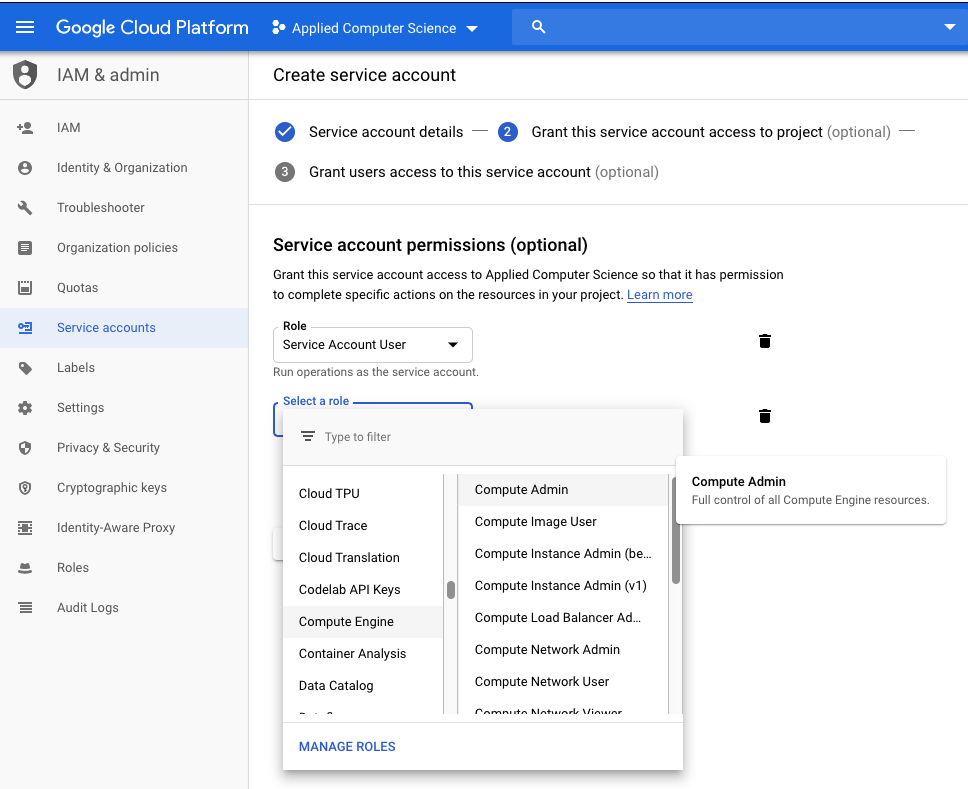 Google Cloud Platform
Applied Computer Science
IAM & admin
Create service account
IAM
Identity & Organization
Troubleshooter
Organization policies
Quotas
Service accounts
Labels
Settings
Privacy & Security
Cryptographic keys
Identity-Aware Proxy
Roles
Audit Logs
Service account details — 2 Grant this service account access to project (optional) —
3 Grant users access to this service account (optional)
Service account permissions (optional)
Grant this service account access to Applied Computer Science so that it has permission
to complete specific actions on the resources in your project. Learn more
Role
Service Account User
Run operations as the service account.
Select a role
Type to filter
Cloud TPU
Cloud Trace
Cloud Translation
Codelab API Keys
Compute Engine
Container Analysis
Data Catalog
Compute Admin
Compute Image User
Compute Instance Admin (be...
Compute Instance Admin (v1)
Compute Load Balancer Ad...
Compute Network Admin
Compute Network User
Compute Network Viewer
MANAGE ROLES
Compute Admin
Full control of all Compute Engine resources.